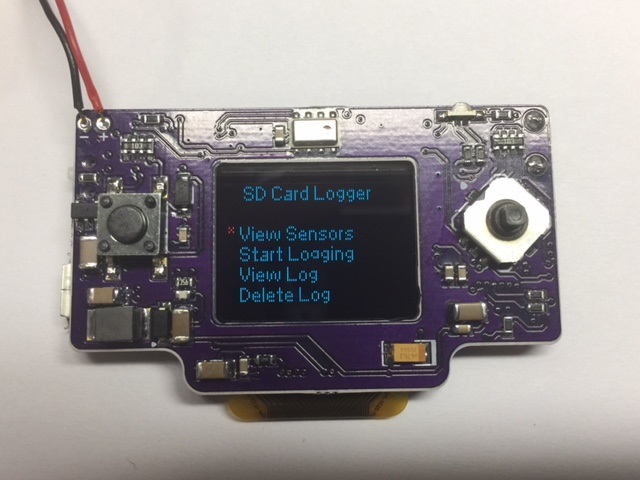 SD Card Logger
* View Sensors
Start Logging
View Log
Delete Log